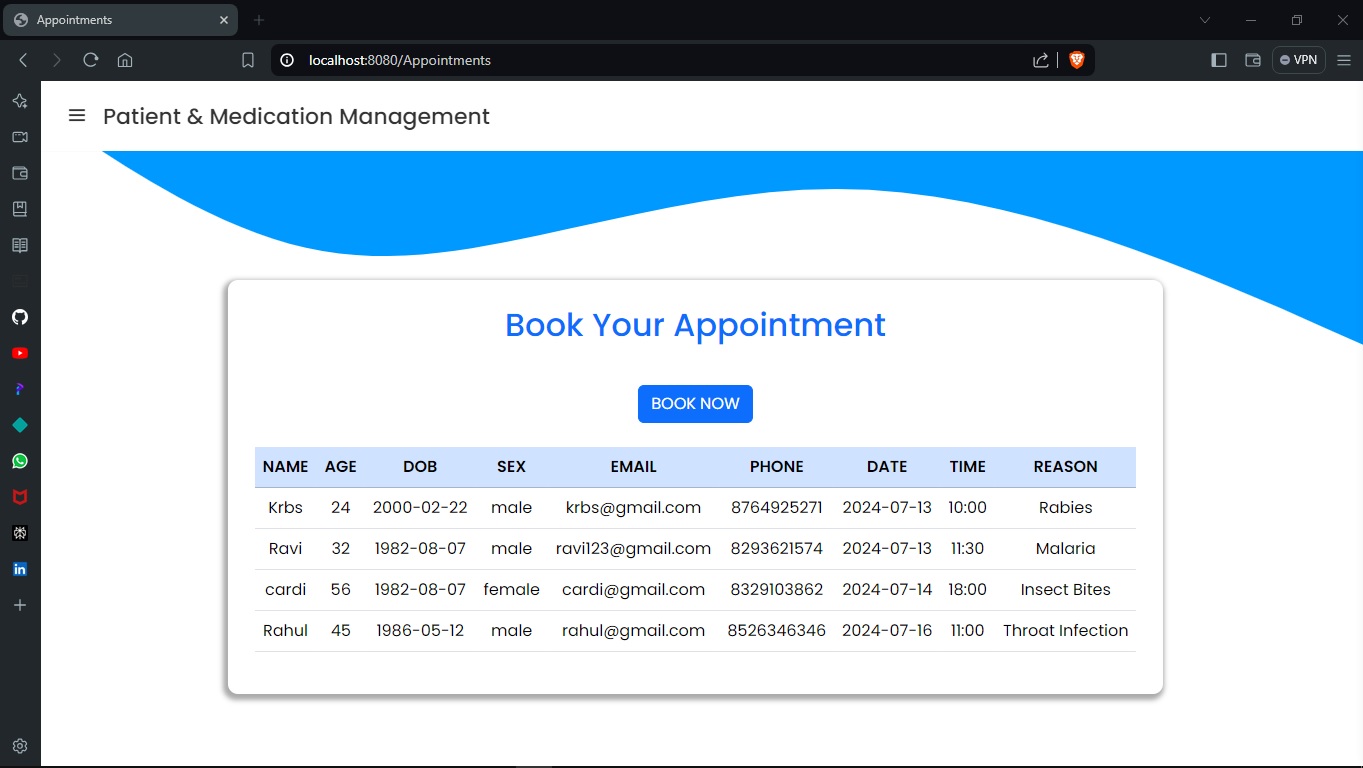 Appointments
localhost:8080/Appointments
VPN
Patient & Medication Management
Book Your Appointment
BOOK NOW
NAME AGE DOB SEX EMAIL PHONE DATE TIME REASON
Krbs 24 2000-02-22 male krbs@gmail.com 8764925271 2024-07-13 10:00 Rabies
Ravi 32 1982-08-07 male ravi123@gmail.com 8293621574 2024-07-13 11:30 Malaria
cardi 56 1982-08-07 female cardi@gmail.com 8329103862 2024-07-14 18:00 Insect Bites
Rahul 45 1986-05-12 male rahul@gmail.com 8526346346 2024-07-16 11:00 Throat Infection
in